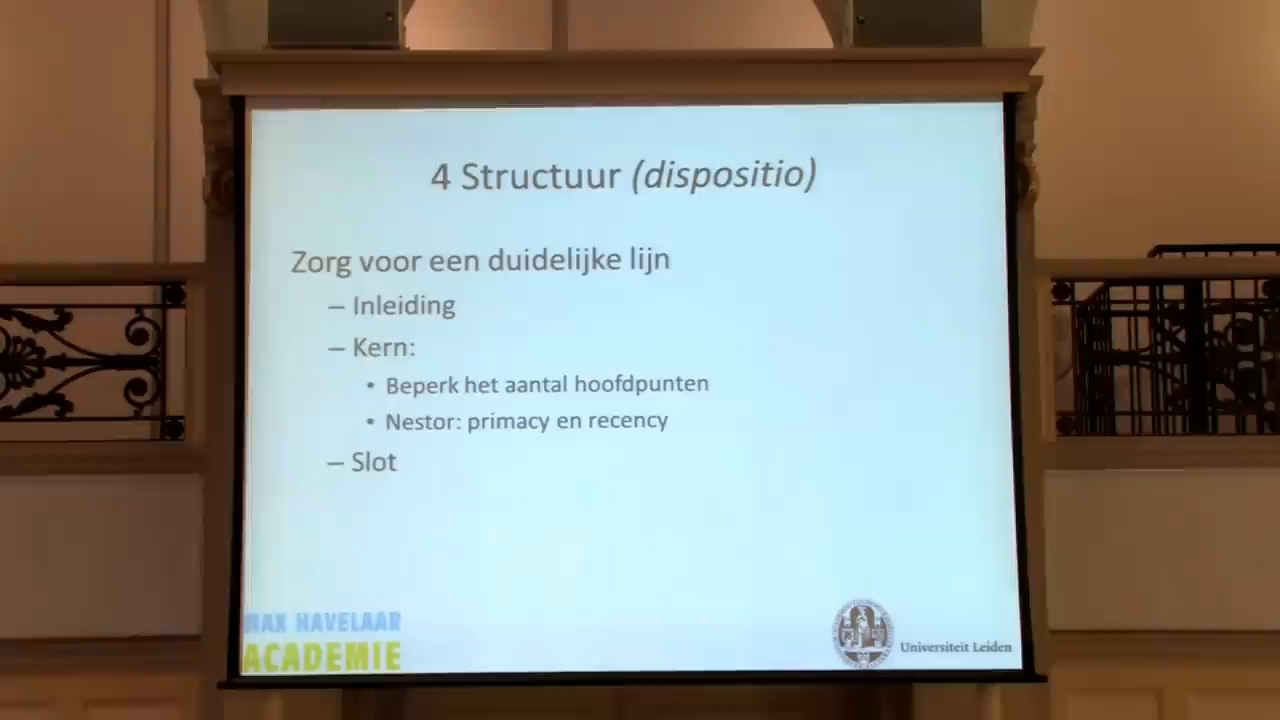 4 Structuur (dispositio)
Zorg voor een duidelijke lijn
– Inleiding
– Kern:
• Beperk het aantal hoofdpunten
• Nestor: primacy en recency
– Slot
MAX HAVELAAR
ACADEMIE
Universiteit Leiden